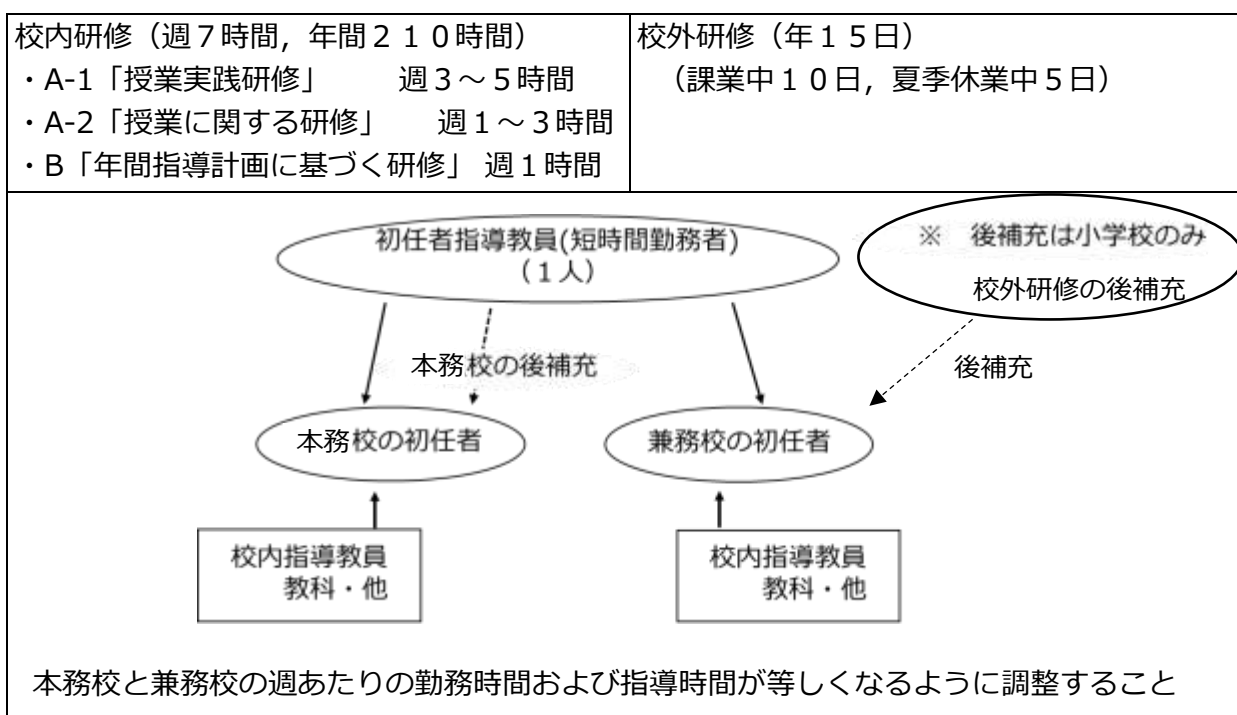 校内研修（週７時間，年間２１０時間）
・A-1「授業実践研修」　　週３～５時間
・A-2「授業に関する研修」　週１～３時間
・B「年間指導計画に基づく研修」 週１時間
校外研修（年１５日）
（課業中１０日，夏季休業中５日）
初任者指導教員(短時間勤務者)
（１人）
※　後補充は小学校のみ
校外研修の後補充
本務校の後補充
後補充
本務校の初任者
兼務校の初任者
校内指導教員
教科・他
校内指導教員
教科・他
本務校と兼務校の週あたりの勤務時間および指導時間が等しくなるように調整すること